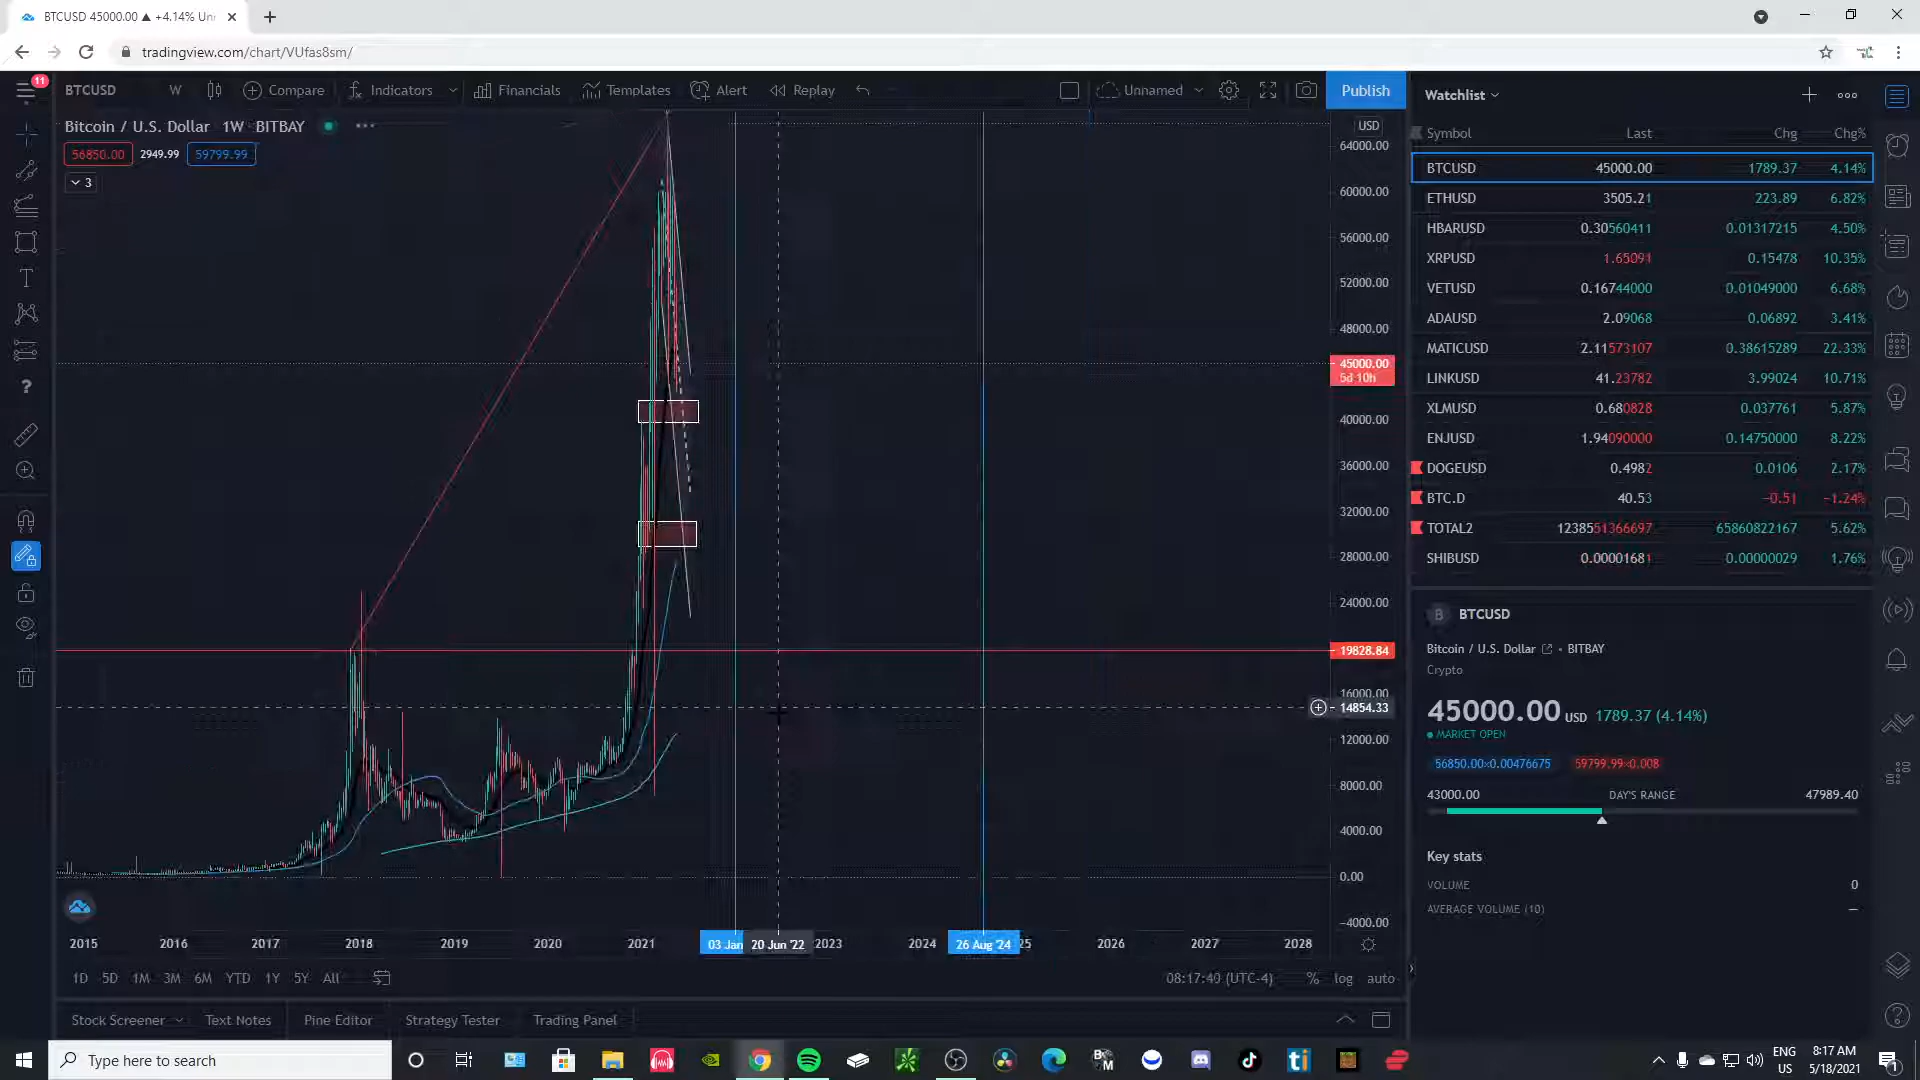 BTCUSD 45000.00 ▲ +4.14% Un
tradingview.com/chart/VUfas8sm/
11
BTCUSD W Compare Indicators Financials Templates Alert Replay Unnamed Publish
Bitcoin / U.S. Dollar 1W BITBAY
56850.00 2949.99 59799.99
3
USD
64000.00
60000.00
56000.00
52000.00
48000.00
45000.00
5d 10h
40000.00
36000.00
32000.00
28000.00
24000.00
19828.84
16000.00
14854.33
12000.00
8000.00
4000.00
0.00
-4000.00
2015 2016 2017 2018 2019 2020 2021 03 Jan 20 Jun '22 2023 2024 26 Aug '24 25 2026 2027 2028
1D 5D 1M 3M 6M YTD 1Y 5Y All
08:17:40 (UTC-4) % log auto
Stock Screener Text Notes Pine Editor Strategy Tester Trading Panel
Watchlist
Symbol Last Chg Chg%
BTCUSD 45000.00 1789.37 4.14%
ETHUSD 3505.21 223.89 6.82%
HBARUSD 0.30560411 0.01317215 4.50%
XRPUSD 1.65091 0.15478 10.35%
VETUSD 0.16744000 0.01049000 6.68%
ADAUSD 2.09068 0.06892 3.41%
MATICUSD 2.11573107 0.38615289 22.33%
LINKUSD 41.23782 3.99024 10.71%
XLMUSD 0.680828 0.037761 5.87%
ENJUSD 1.94090000 0.14750000 8.22%
DOGEUSD 0.4982 0.0106 2.17%
BTC.D 40.53 -0.51 -1.24%
TOTAL2 1238551366697 65860822167 5.62%
SHIBUSD 0.00001681 0.00000029 1.76%
B BTCUSD
Bitcoin / U.S. Dollar • BITBAY
Crypto
45000.00 USD 1789.37 (4.14%)
MARKET OPEN
56850.00×0.00476675 59799.99×0.008
43000.00 DAY'S RANGE 47989.40
Key stats
VOLUME 0
AVERAGE VOLUME (10) —
Type here to search
ENG
US
8:17 AM
5/18/2021
1